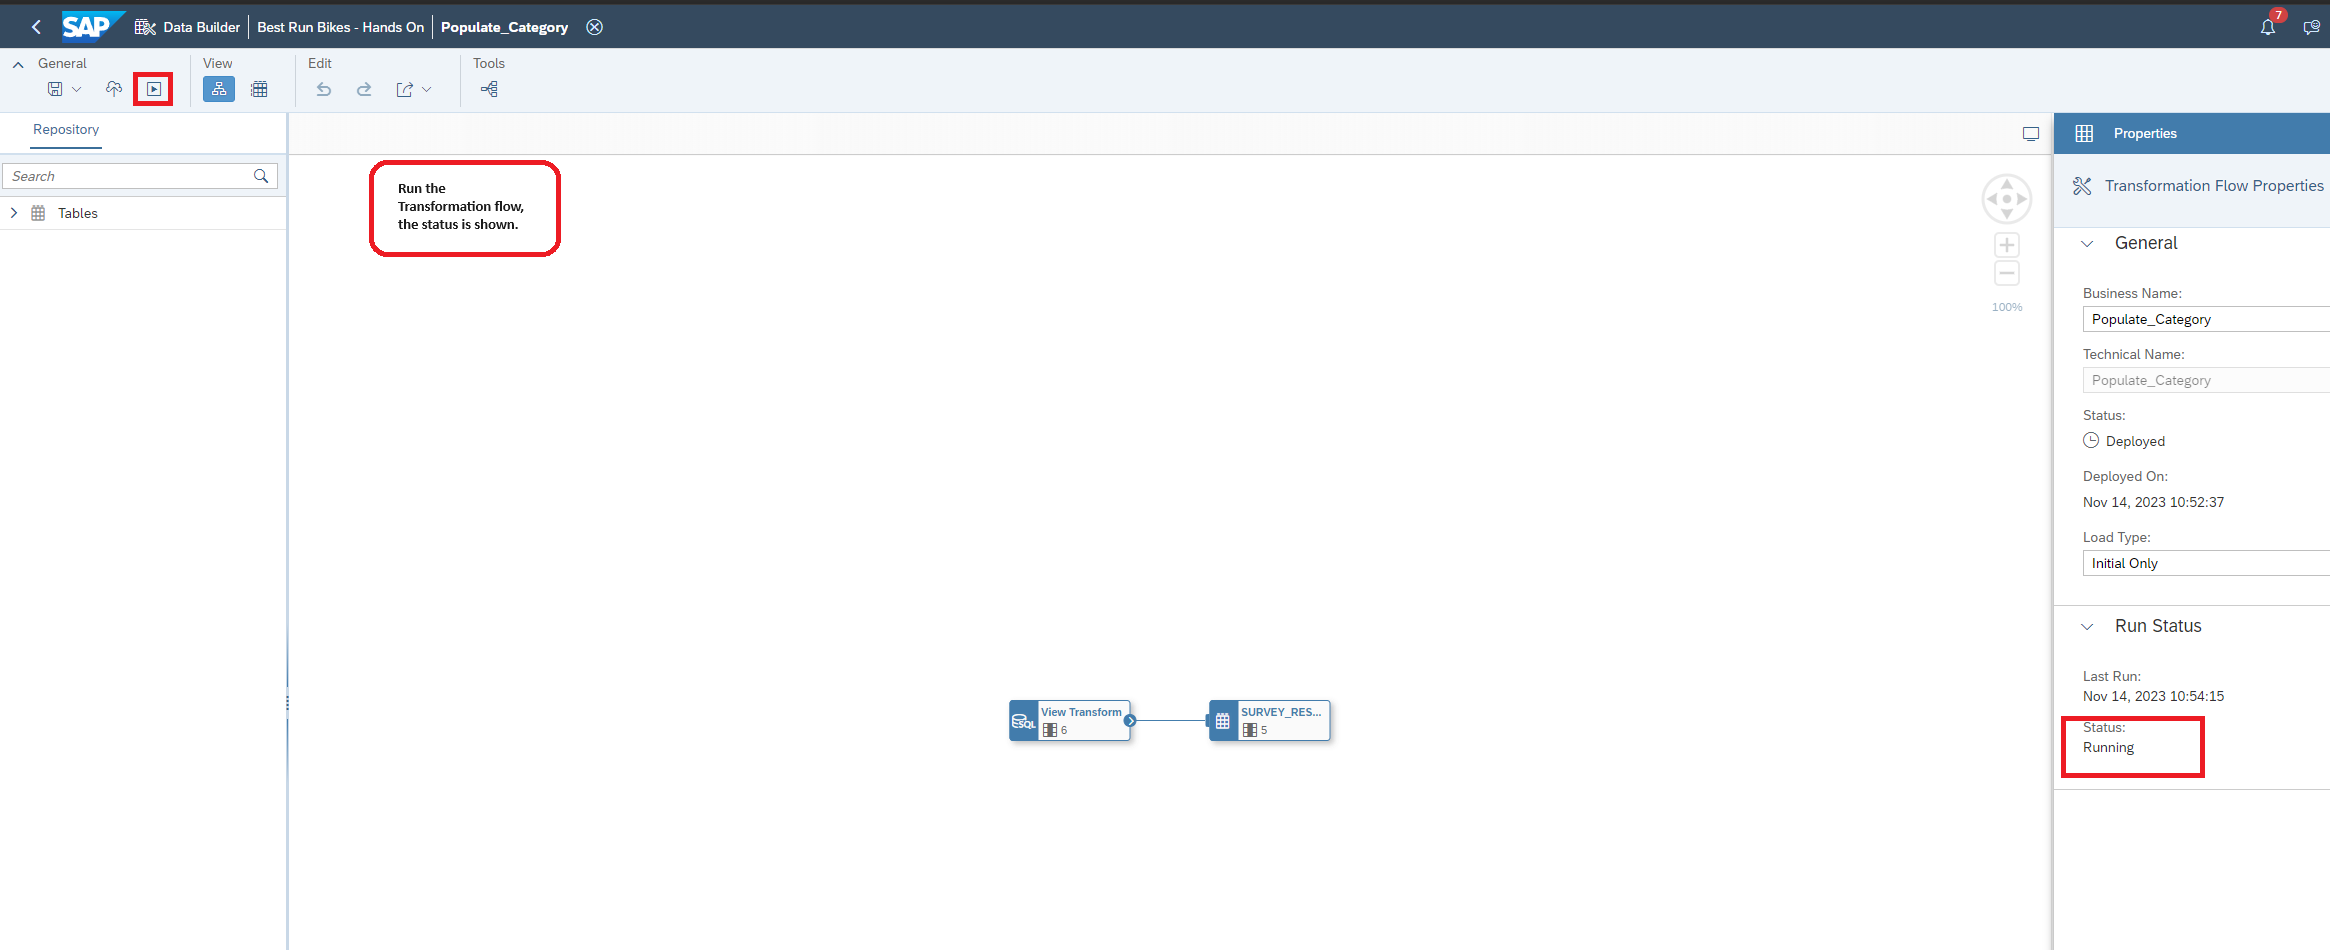 SAP Data Builder Best Run Bikes - Hands On Populate_Category 7
General View Edit Tools
Repository
Search
Tables
Run the
Transformation flow,
the status is shown.
100%
SQL View Transform
6
SURVEY_RES...
5
Properties
Transformation Flow Properties
General
Business Name:
Populate_Category
Technical Name:
Populate_Category
Status:
Deployed
Deployed On:
Nov 14, 2023 10:52:37
Load Type:
Initial Only
Run Status
Last Run:
Nov 14, 2023 10:54:15
Status:
Running